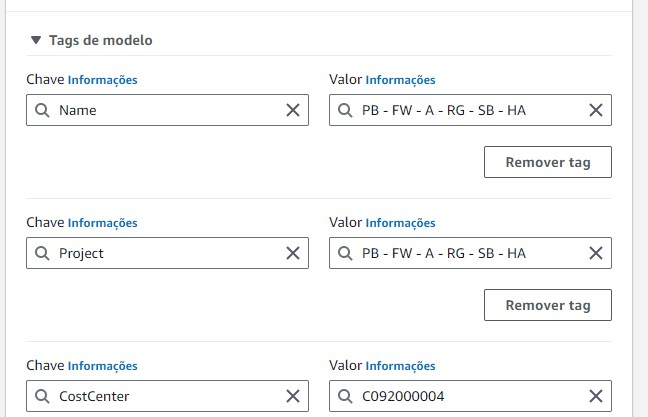 Tags de modelo
Chave Informações Valor Informações
Name PB - FW - A - RG - SB - HA
Remover tag
Chave Informações Valor Informações
Project PB - FW - A - RG - SB - HA
Remover tag
Chave Informações Valor Informações
CostCenter C092000004